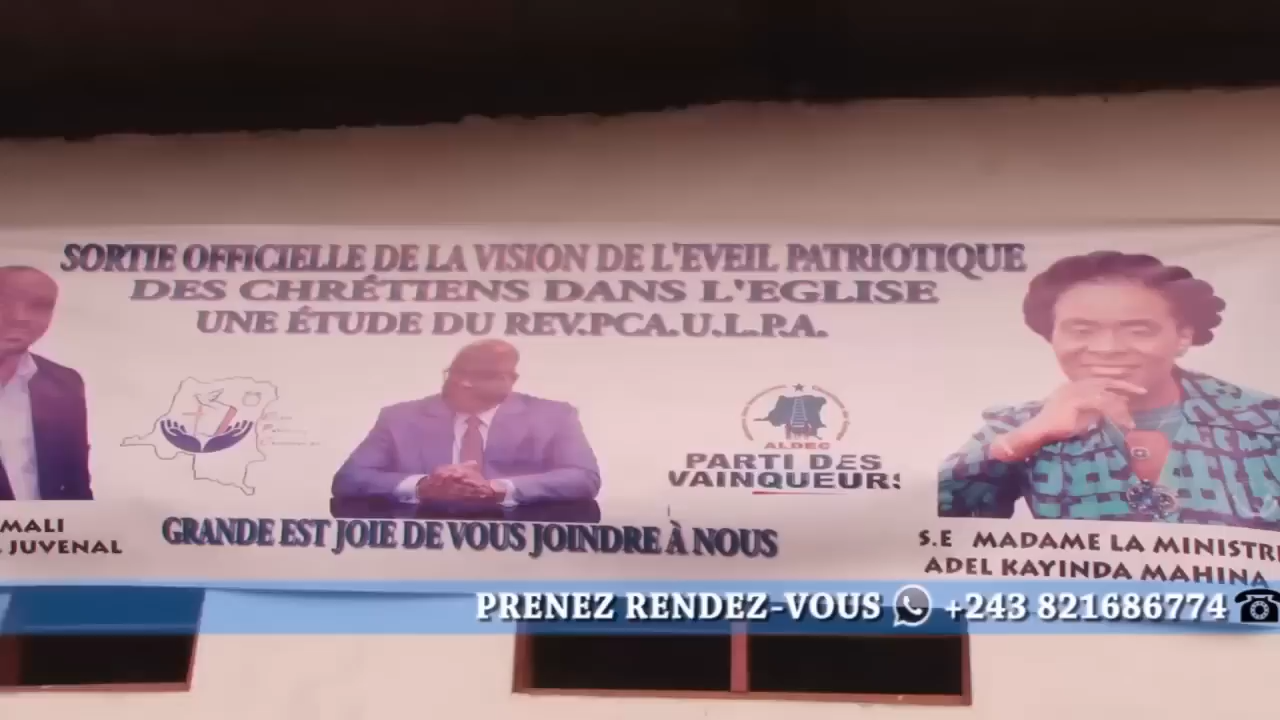 SORTIE OFFICIELLE DE LA VISION DE L'EVEIL PATRIOTIQUE
DES CHRÉTIENS DANS L'EGLISE
UNE ÉTUDE DU REV.PCA.U.L.P.A.
ALDEC
PARTI DES
VAINQUEURS
GRANDE EST JOIE DE VOUS JOINDRE À NOUS
MALI
JUVENAL
S.E MADAME LA MINISTRE
ADEL KAYINDA MAHINA
PRENEZ RENDEZ-VOUS +243 821686774